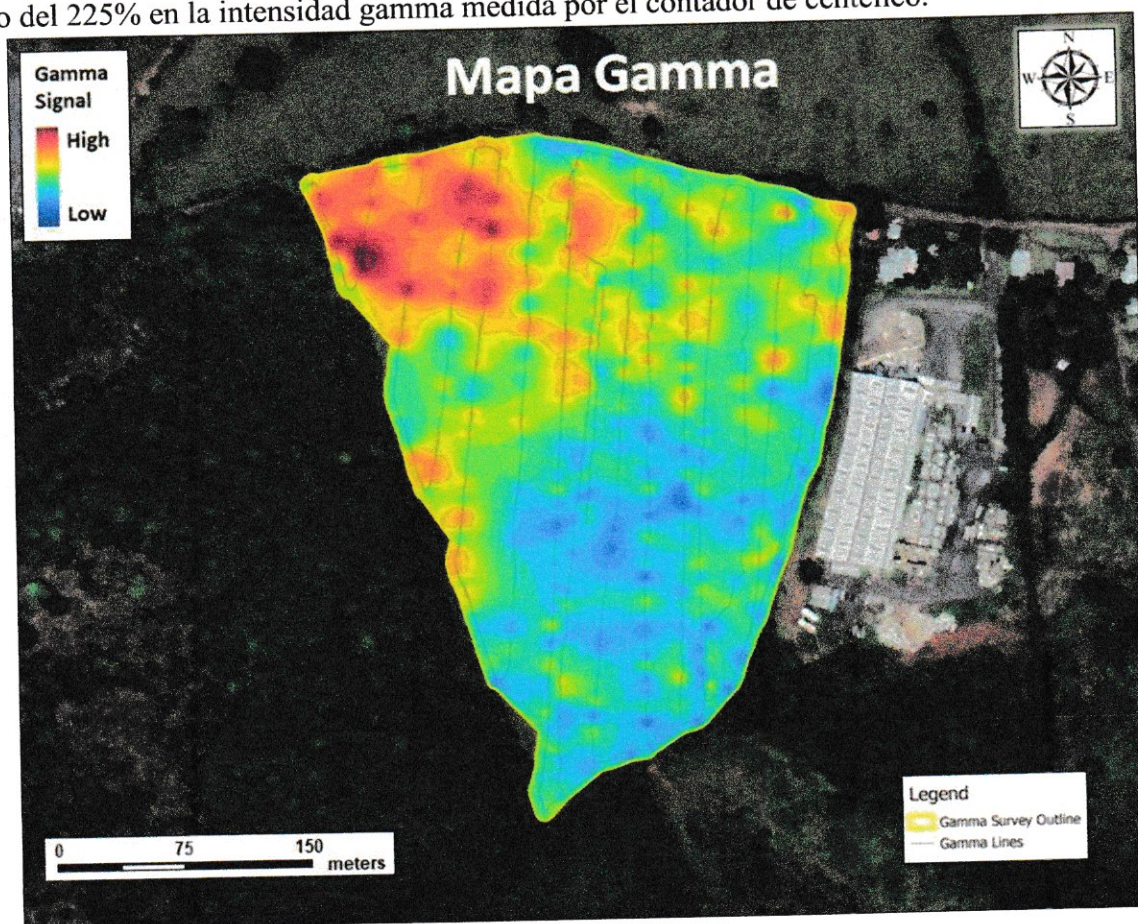 o del 225% en la intensidad gamma medida por el contador de centelleo.
Gamma
Signal
High
Low
Mapa Gamma
N
W E
S
0 75 150
meters
Legend
Gamma Survey Outline
Gamma Lines